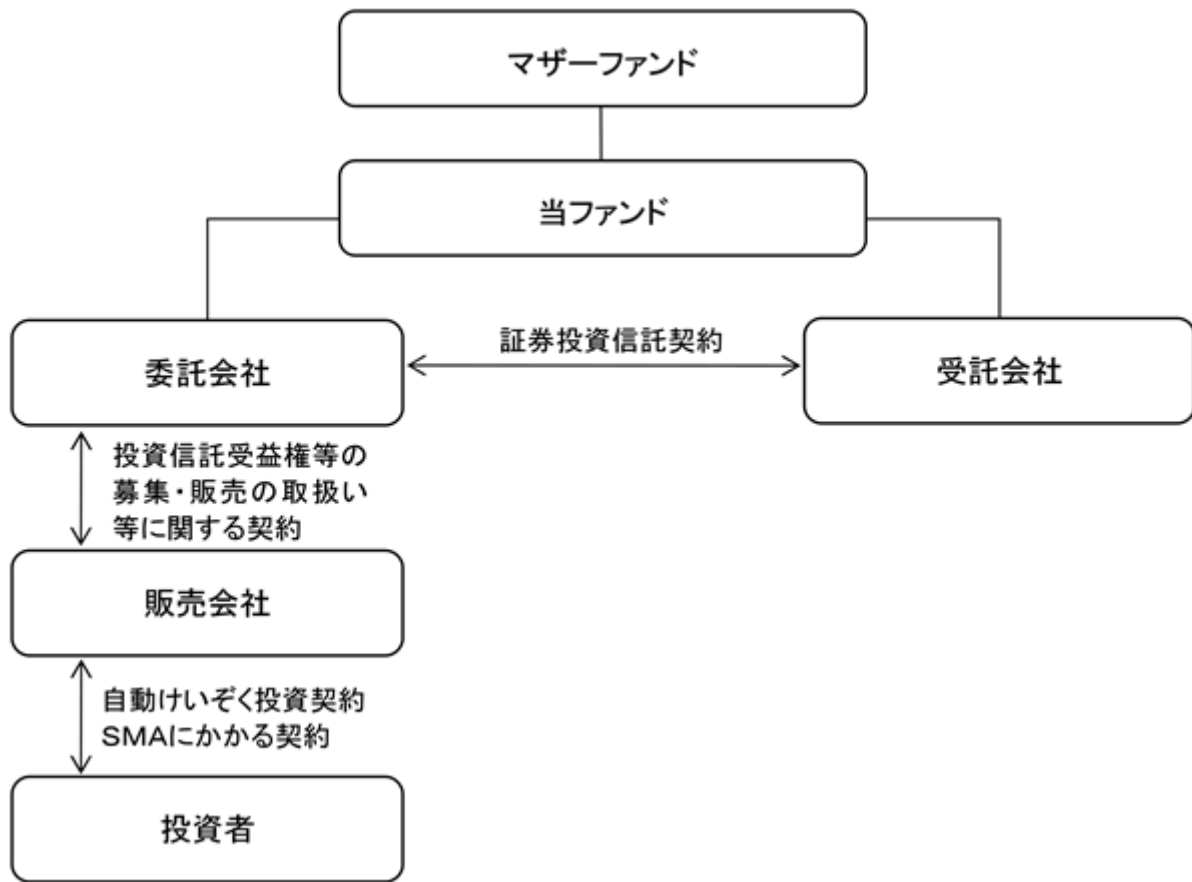 マザーファンド
当ファンド
証券投資信託契約
委託会社
受託会社
投資信託受益権等の
募集・販売の取扱い
等に関する契約
販売会社
自動けいぞく投資契約
SMAにかかる契約
投資者